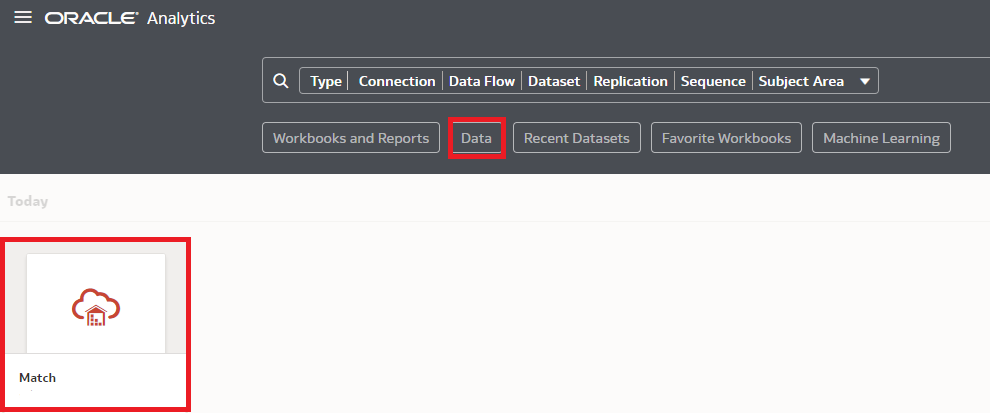 ORACLE Analytics
Type Connection Data Flow Dataset Replication Sequence Subject Area
Workbooks and Reports Data Recent Datasets Favorite Workbooks Machine Learning
Today
Match